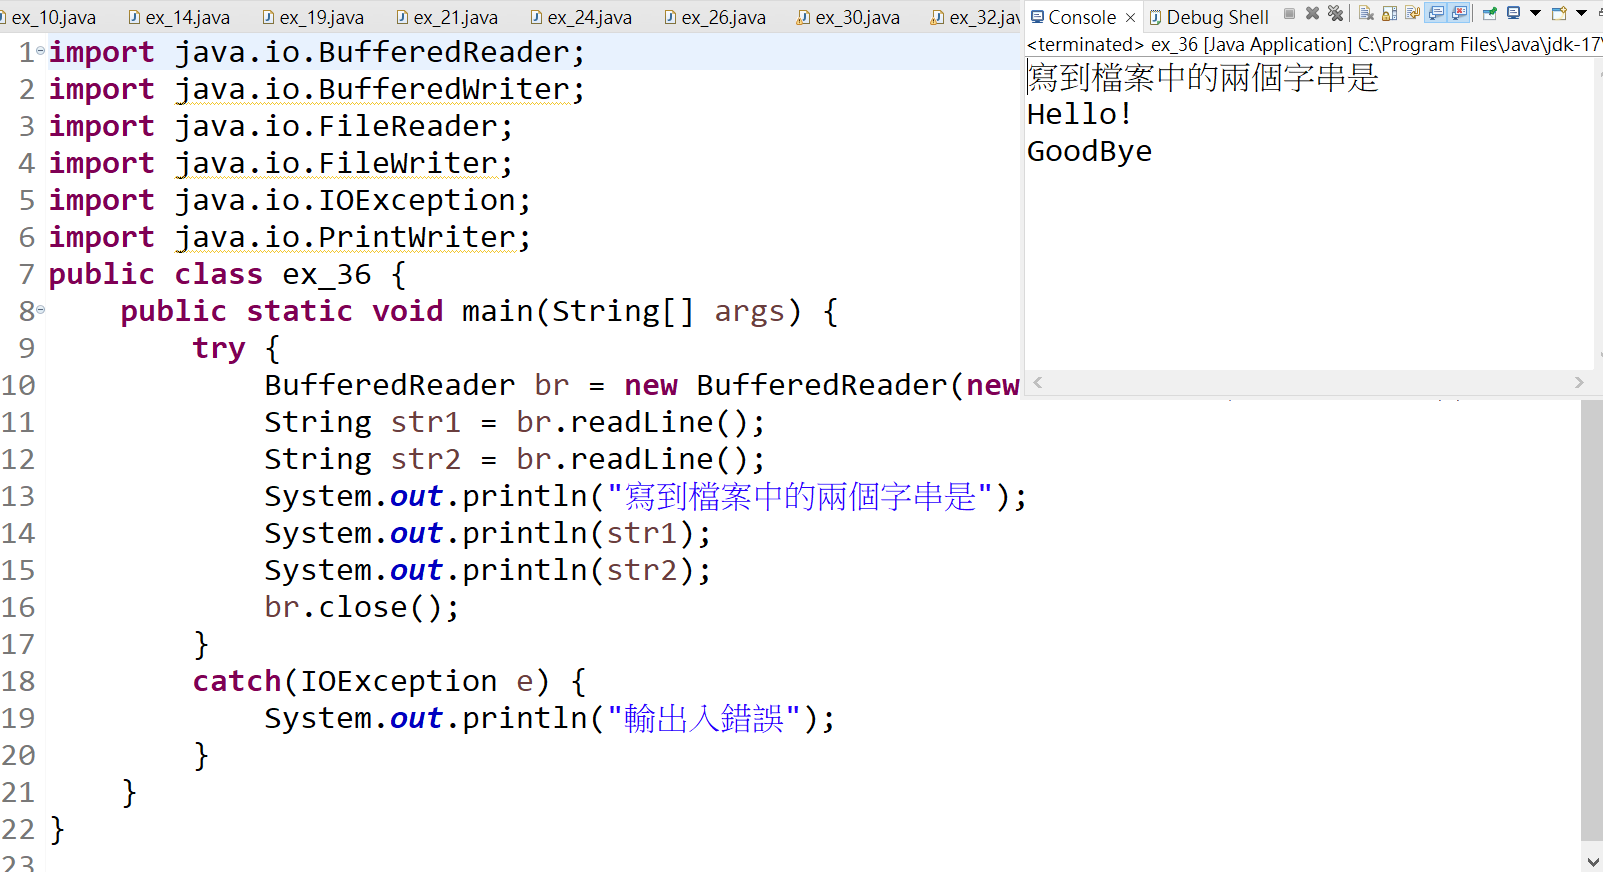 ex_10.java ex_14.java ex_19.java ex_21.java ex_24.java ex_26.java ex_30.java ex_32.jav
Console Debug Shell
<terminated> ex_36 [Java Application] C:\Program Files\Java\jdk-17\
寫到檔案中的兩個字串是
Hello!
GoodBye
1 import java.io.BufferedReader;
2 import java.io.BufferedWriter;
3 import java.io.FileReader;
4 import java.io.FileWriter;
5 import java.io.IOException;
6 import java.io.PrintWriter;
7 public class ex_36 {
8 public static void main(String[] args) {
9 try {
10 BufferedReader br = new BufferedReader(new
11 String str1 = br.readLine();
12 String str2 = br.readLine();
13 System.out.println("寫到檔案中的兩個字串是");
14 System.out.println(str1);
15 System.out.println(str2);
16 br.close();
17 }
18 catch(IOException e) {
19 System.out.println("輸出入錯誤");
20 }
21 }
22 }
23